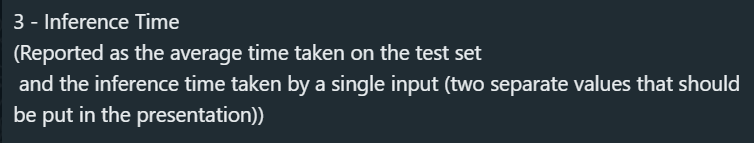 3 - Inference Time
(Reported as the average time taken on the test set
and the inference time taken by a single input (two separate values that should
be put in the presentation))